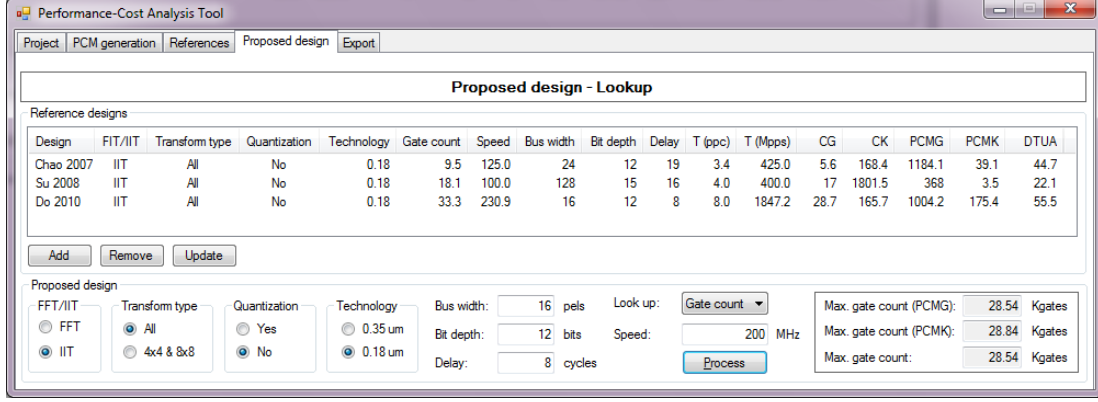 Performance-Cost Analysis Tool
Project PCM generation References Proposed design Export
Proposed design - Lookup
Reference designs
Design FIT/IIT Transform type Quantization Technology Gate count Speed Bus width Bit depth Delay T (ppc) T (Mpps) CG CK PCMG PCMK DTUA
Chao 2007 IIT All No 0.18 9.5 125.0 24 12 19 3.4 425.0 5.6 168.4 1184.1 39.1 44.7
Su 2008 IIT All No 0.18 18.1 100.0 128 15 16 4.0 400.0 17 1801.5 368 3.5 22.1
Do 2010 IIT All No 0.18 33.3 230.9 16 12 8 8.0 1847.2 28.7 165.7 1004.2 175.4 55.5
Add Remove Update
Proposed design
FFT/IIT Transform type Quantization Technology Bus width: 16 pels Look up: Gate count Max. gate count (PCMG): 28.54 Kgates
FFT All Yes 0.35 um Bit depth: 12 bits Speed: 200 MHz Max. gate count (PCMK): 28.84 Kgates
IIT 4x4 & 8x8 No 0.18 um Delay: 8 cycles Process Max. gate count: 28.54 Kgates